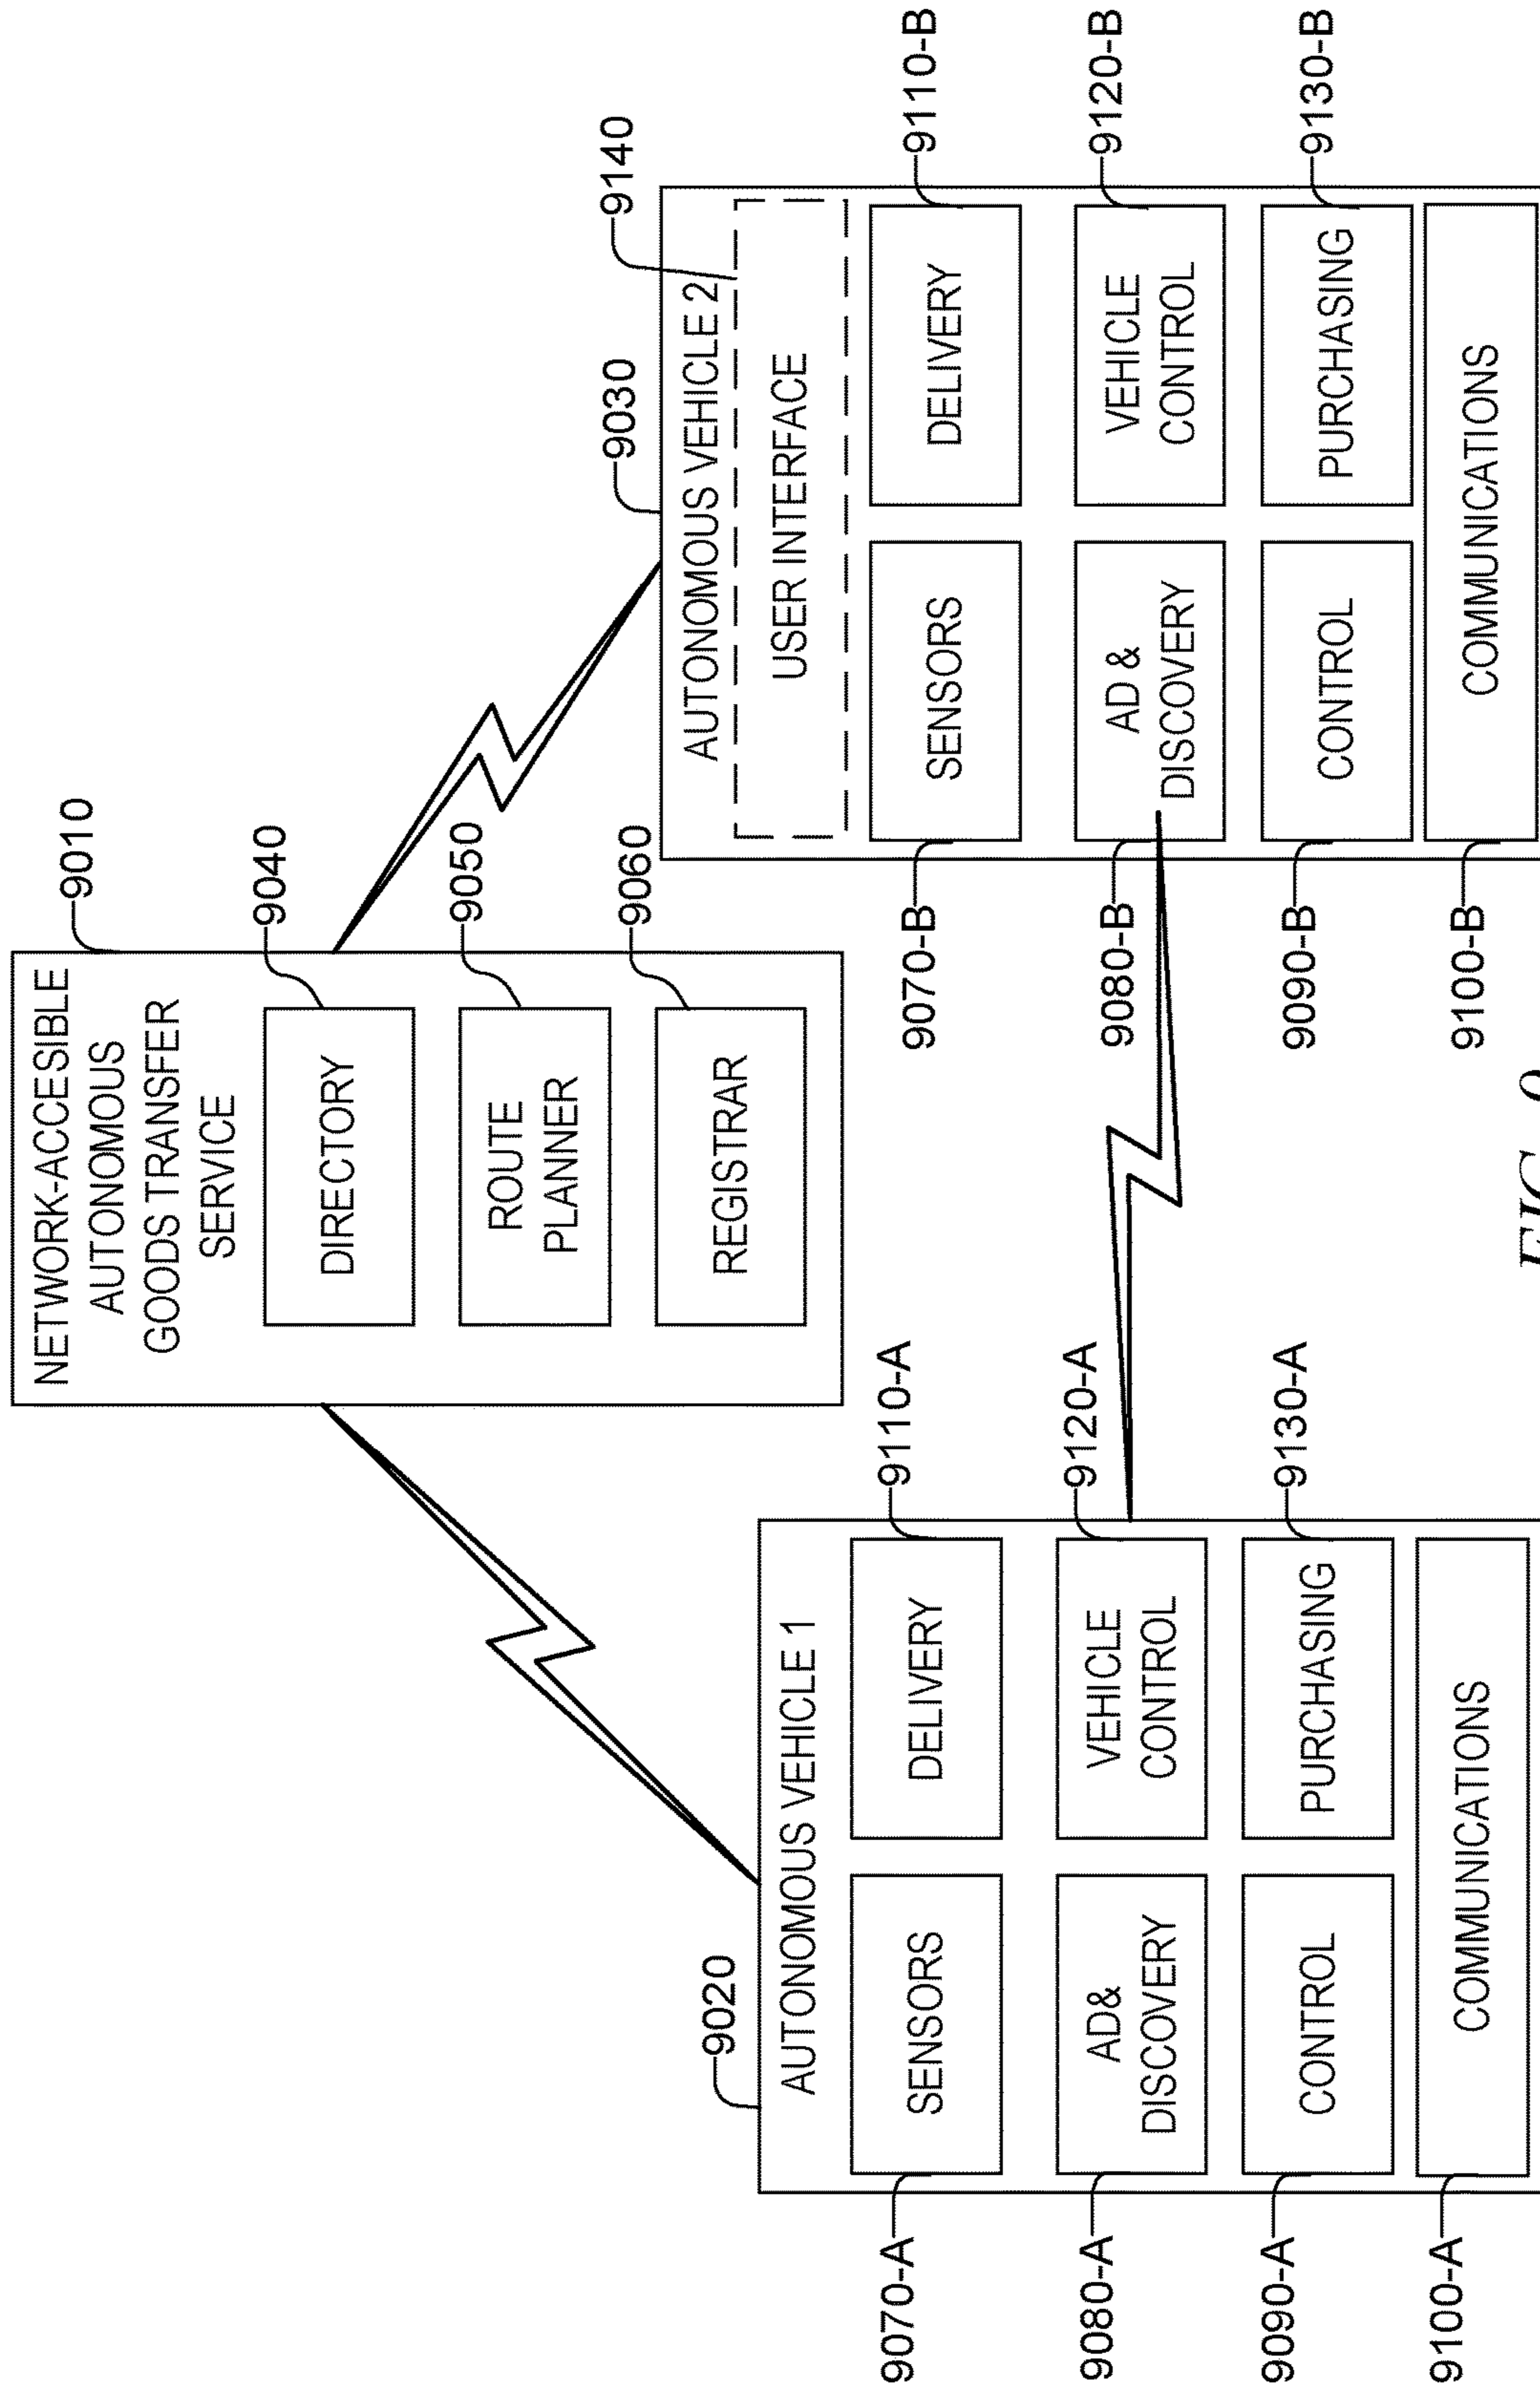 NETWORK-ACCESIBLE
AUTONOMOUS
GOODS TRANSFER
SERVICE
9010
DIRECTORY
9040
ROUTE
PLANNER
9050
REGISTRAR
9060
9020
AUTONOMOUS VEHICLE 1
SENSORS
9070-A
DELIVERY
9110-A
AD&
DISCOVERY
9080-A
VEHICLE
CONTROL
9120-A
CONTROL
9090-A
PURCHASING
9130-A
COMMUNICATIONS
9100-A
9030
AUTONOMOUS VEHICLE 2
9140
USER INTERFACE
SENSORS
9070-B
DELIVERY
9110-B
AD &
DISCOVERY
9080-B
VEHICLE
CONTROL
9120-B
CONTROL
9090-B
PURCHASING
9130-B
COMMUNICATIONS
9100-B
FIG. 9